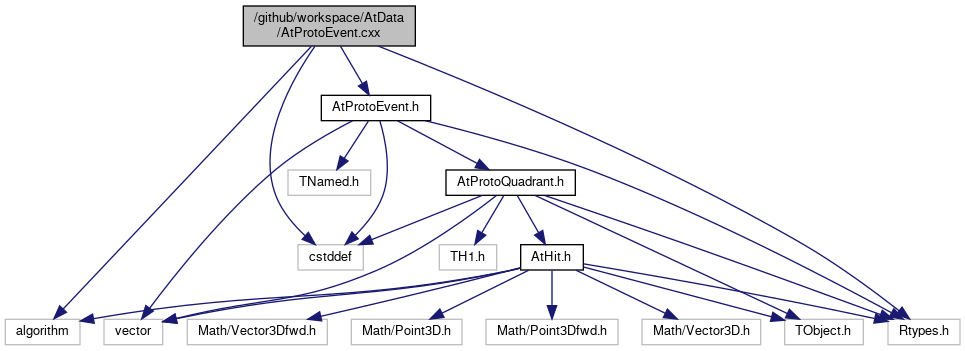 /github/workspace/AtData
/AtProtoEvent.cxx
AtProtoEvent.h
TNamed.h
AtProtoQuadrant.h
cstddef
TH1.h
AtHit.h
algorithm
vector
Math/Vector3Dfwd.h
Math/Point3D.h
Math/Point3Dfwd.h
Math/Vector3D.h
TObject.h
Rtypes.h